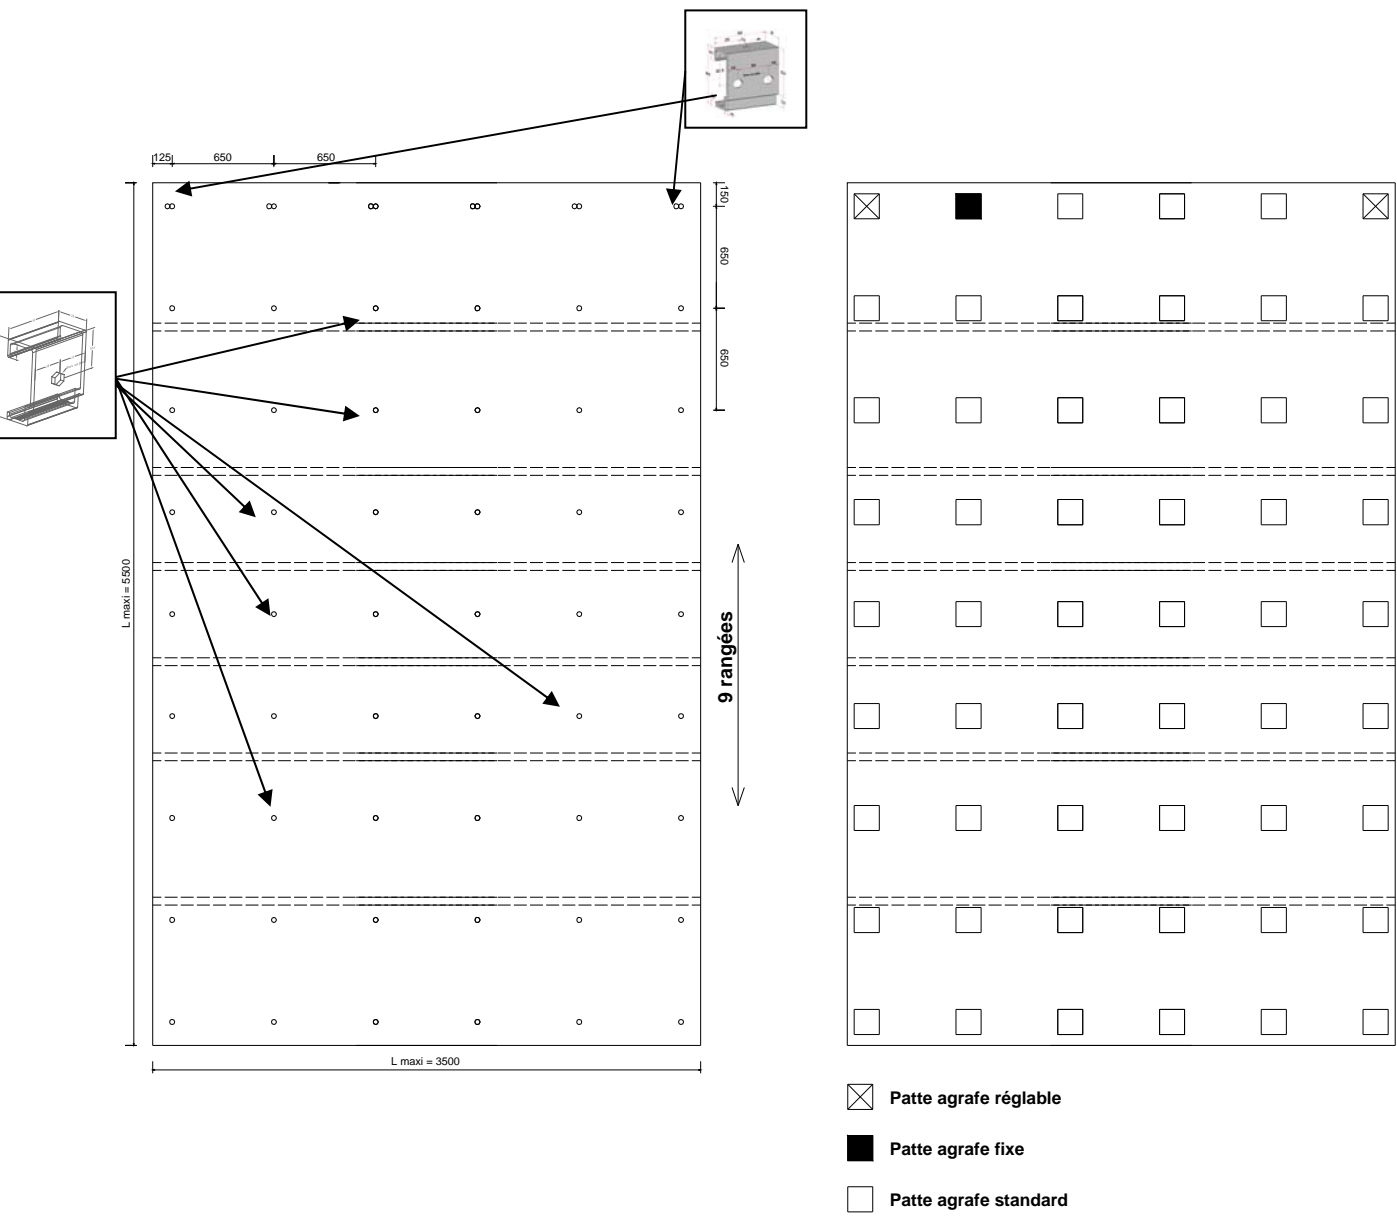 125
650
650
150
650
650
L maxi = 5500
9 rangées
L maxi = 3500
Patte agrafe réglable
Patte agrafe fixe
Patte agrafe standard